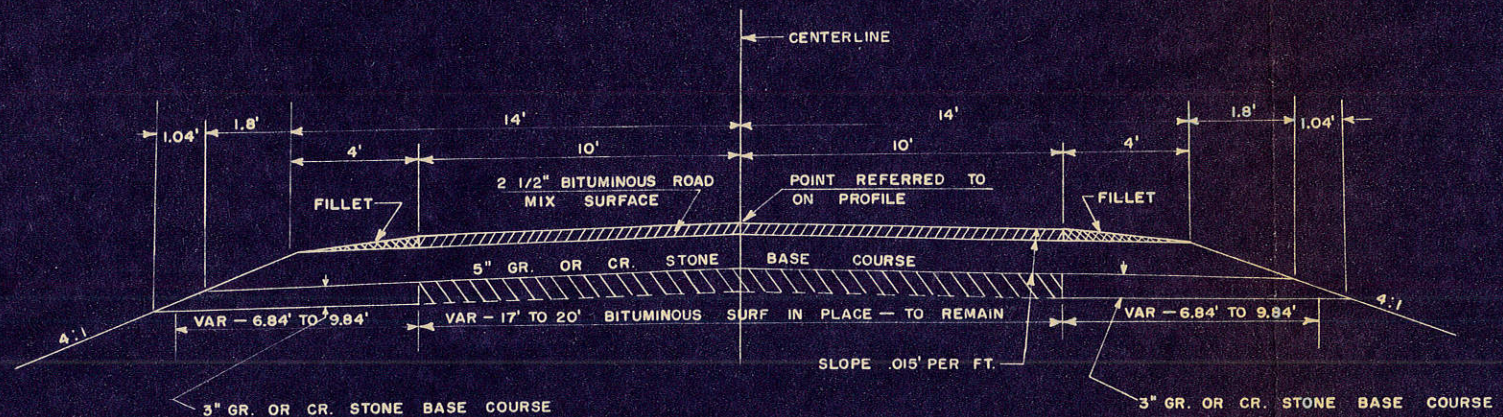 CENTERLINE
1.04' 1.8' 14' 14' 1.8' 1.04'
4' 10' 10' 4'
2 1/2" BITUMINOUS ROAD
MIX SURFACE
POINT REFERRED TO
ON PROFILE
FILLET
FILLET
5" GR. OR CR. STONE BASE COURSE
4:1
VAR – 6.84' TO 9.84'
VAR – 17' TO 20' BITUMINOUS SURF IN PLACE – TO REMAIN
VAR – 6.84' TO 9.84'
4:1
SLOPE .015' PER FT.
3" GR. OR CR. STONE BASE COURSE
3" GR. OR CR. STONE BASE COURSE